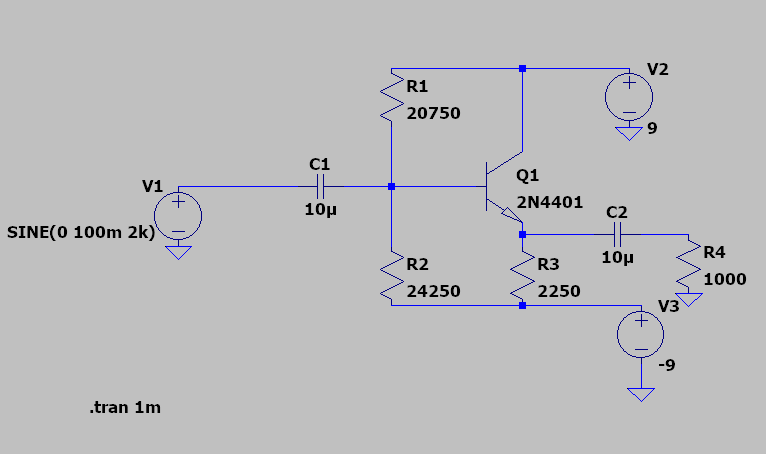 V2
R1
20750
9
C1
V1
10µ
Q1
2N4401
SINE(0 100m 2k)
C2
10µ
R4
1000
R2
24250
R3
2250
V3
-9
.tran 1m